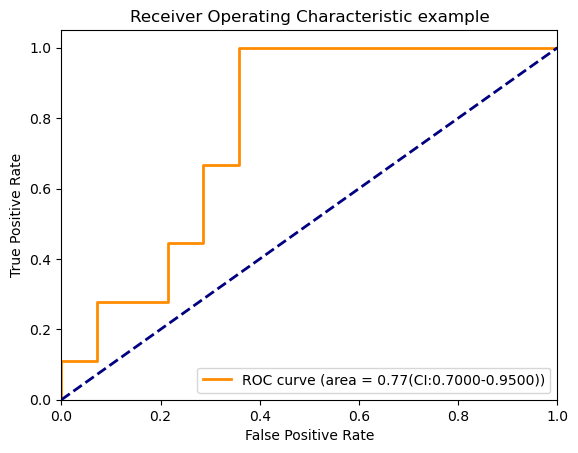 Receiver Operating Characteristic example
1.0
0.8
0.6
0.4
0.2
0.0
True Positive Rate
ROC curve (area = 0.77(CI:0.7000-0.9500))
0.0 0.2 0.4 0.6 0.8 1.0
False Positive Rate